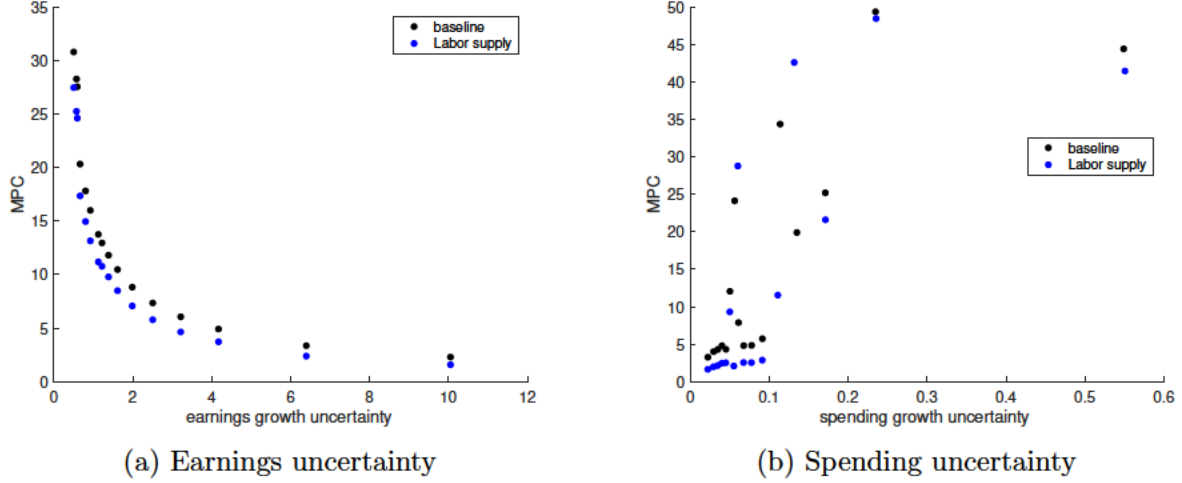 35
30
25
20
15
10
5
0
MPC
0 2 4 6 8 10 12
earnings growth uncertainty
baseline
Labor supply
(a) Earnings uncertainty
50
45
40
35
30
25
20
15
10
5
0
MPC
0 0.1 0.2 0.3 0.4 0.5 0.6
spending growth uncertainty
baseline
Labor supply
(b) Spending uncertainty